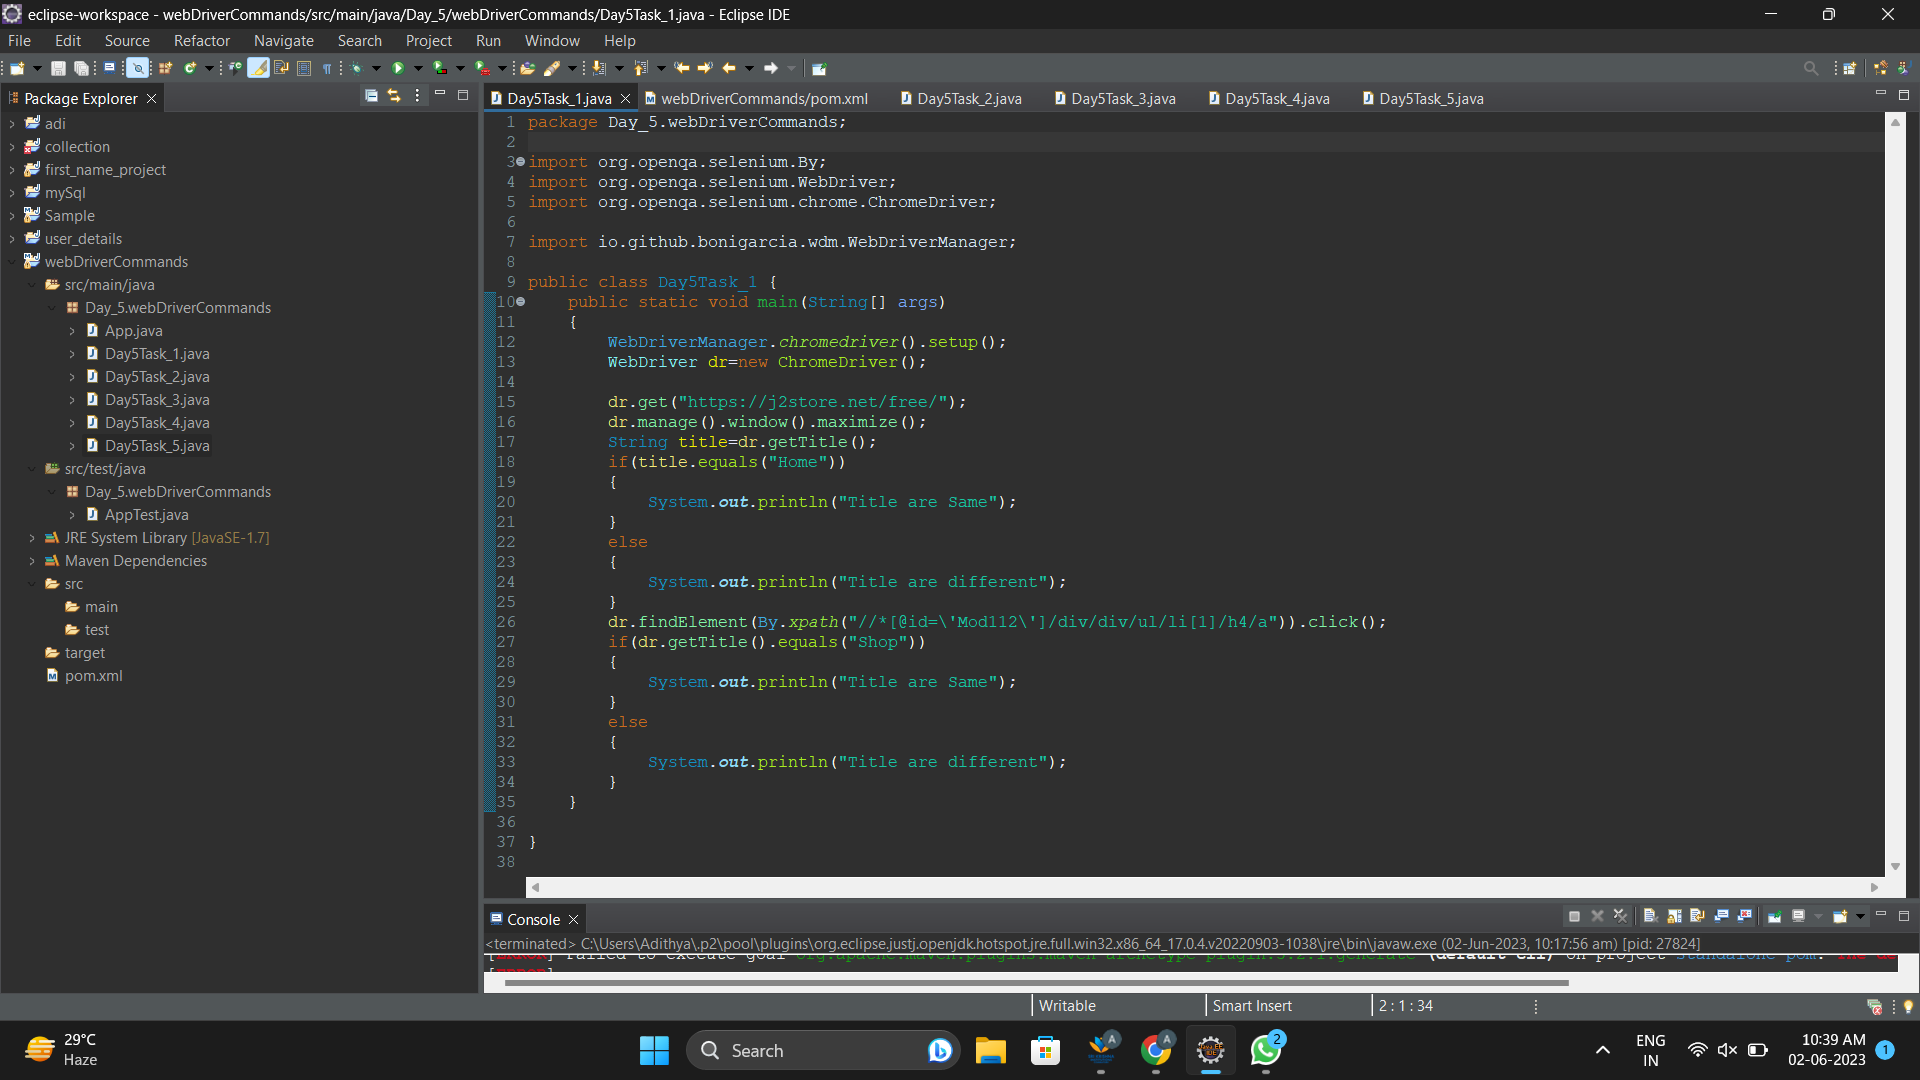 eclipse-workspace - webDriverCommands/src/main/java/Day_5/webDriverCommands/Day5Task_1.java - Eclipse IDE
File Edit Source Refactor Navigate Search Project Run Window Help
Package Explorer
adi
collection
first_name_project
mySql
Sample
user_details
webDriverCommands
src/main/java
Day_5.webDriverCommands
App.java
Day5Task_1.java
Day5Task_2.java
Day5Task_3.java
Day5Task_4.java
Day5Task_5.java
src/test/java
Day_5.webDriverCommands
AppTest.java
JRE System Library [JavaSE-1.7]
Maven Dependencies
src
main
test
target
pom.xml
Day5Task_1.java webDriverCommands/pom.xml Day5Task_2.java Day5Task_3.java Day5Task_4.java Day5Task_5.java
1 package Day_5.webDriverCommands;
2
3 import org.openqa.selenium.By;
4 import org.openqa.selenium.WebDriver;
5 import org.openqa.selenium.chrome.ChromeDriver;
6
7 import io.github.bonigarcia.wdm.WebDriverManager;
8
9 public class Day5Task_1 {
10 public static void main(String[] args)
11 {
12 WebDriverManager.chromedriver().setup();
13 WebDriver dr=new ChromeDriver();
14
15 dr.get("https://j2store.net/free/");
16 dr.manage().window().maximize();
17 String title=dr.getTitle();
18 if(title.equals("Home"))
19 {
20 System.out.println("Title are Same");
21 }
22 else
23 {
24 System.out.println("Title are different");
25 }
26 dr.findElement(By.xpath("//*[@id=\'Mod112\']/div/div/ul/li[1]/h4/a")).click();
27 if(dr.getTitle().equals("Shop"))
28 {
29 System.out.println("Title are Same");
30 }
31 else
32 {
33 System.out.println("Title are different");
34 }
35 }
36
37 }
38
Console
<terminated> C:\Users\Adithya\.p2\pool\plugins\org.eclipse.justj.openjdk.hotspot.jre.full.win32.x86_64_17.0.4.v20220903-1038\jre\bin\javaw.exe (02-Jun-2023, 10:17:56 am) [pid: 27824]
[ERROR] Failed to execute goal org.apache.maven.plugins:maven-archetype-plugin:3.2.1:generate (default-cli) on project standalone-pom:
Writable Smart Insert 2 : 1 : 34
29°C
Haze
Search
2
ENG
IN
10:39 AM
02-06-2023
1